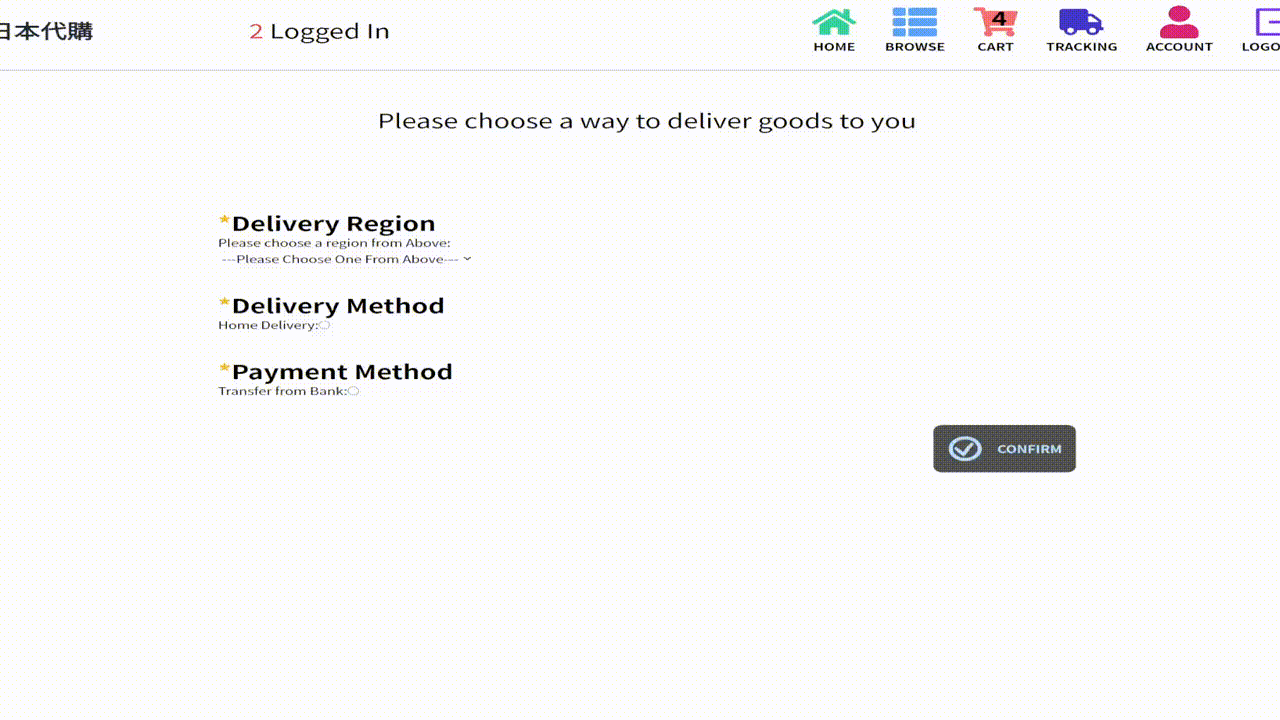 日本代購
2 Logged In
4
HOME
BROWSE
CART
TRACKING
ACCOUNT
LOGO
Please choose a way to deliver goods to you
*Delivery Region
Please choose a region from Above:
---Please Choose One From Above---
*Delivery Method
Home Delivery:
*Payment Method
Transfer from Bank:
CONFIRM